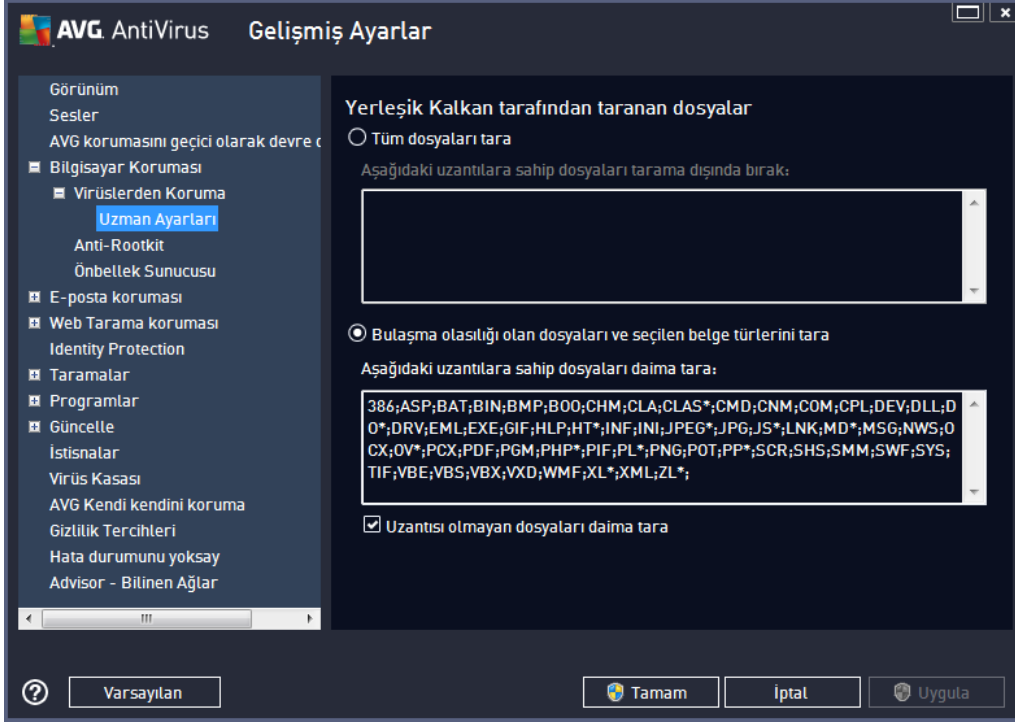 AVG AntiVirus
Gelişmiş Ayarlar
Görünüm
Sesler
AVG korumasını geçici olarak devre
Bilgisayar Koruması
Virüslerden Koruma
Uzman Ayarları
Anti-Rootkit
Önbellek Sunucusu
E-posta koruması
Web Tarama koruması
Identity Protection
Taramalar
Programlar
Güncelle
İstisnalar
Virüs Kasası
AVG Kendi kendini koruma
Gizlilik Tercihleri
Hata durumunu yoksay
Advisor - Bilinen Ağlar
Yerleşik Kalkan tarafından taranan dosyalar
Tüm dosyaları tara
Aşağıdaki uzantılara sahip dosyaları tarama dışında bırak:
Bulaşma olasılığı olan dosyaları ve seçilen belge türlerini tara
Aşağıdaki uzantılara sahip dosyaları daima tara:
386;ASP;BAT;BIN;BMP;BOO;CHM;CLA;CLAS*;CMD;CNM;COM;CPL;DEV;DLL;D
O*;DRV;EML;EXE;GIF;HLP;HT*;INF;INI;JPEG*;JPG;JS*;LNK;MD*;MSG;NWS;O
CX;OV*;PCX;PDF;PGM;PHP*;PIF;PL*;PNG;POT;PP*;SCR;SHS;SMM;SWF;SYS;
TIF;VBE;VBS;VBX;VXD;WMF;XL*;XML;ZL*;
Uzantısı olmayan dosyaları daima tara
Varsayılan
Tamam
İptal
Uygula